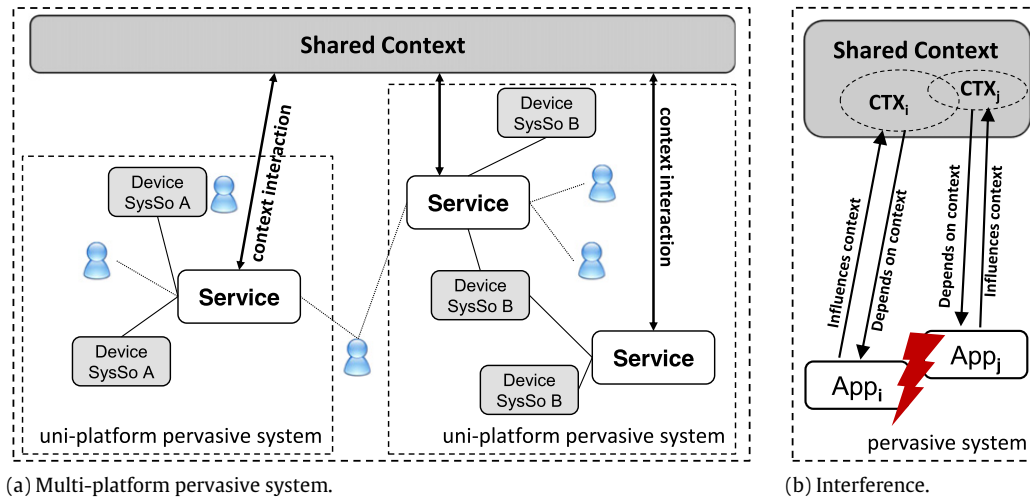 Shared Context
context interaction
Device
SysSo B
context interaction
Device
SysSo A
Service
Service
Device
SysSo B
Device
SysSo A
Service
Device
SysSo B
uni-platform pervasive system
uni-platform pervasive system
(a) Multi-platform pervasive system.
Shared Context
CTXi
CTXj
Influences context
Depends on context
Depends on context
Influences context
Appi
Appj
pervasive system
(b) Interference.